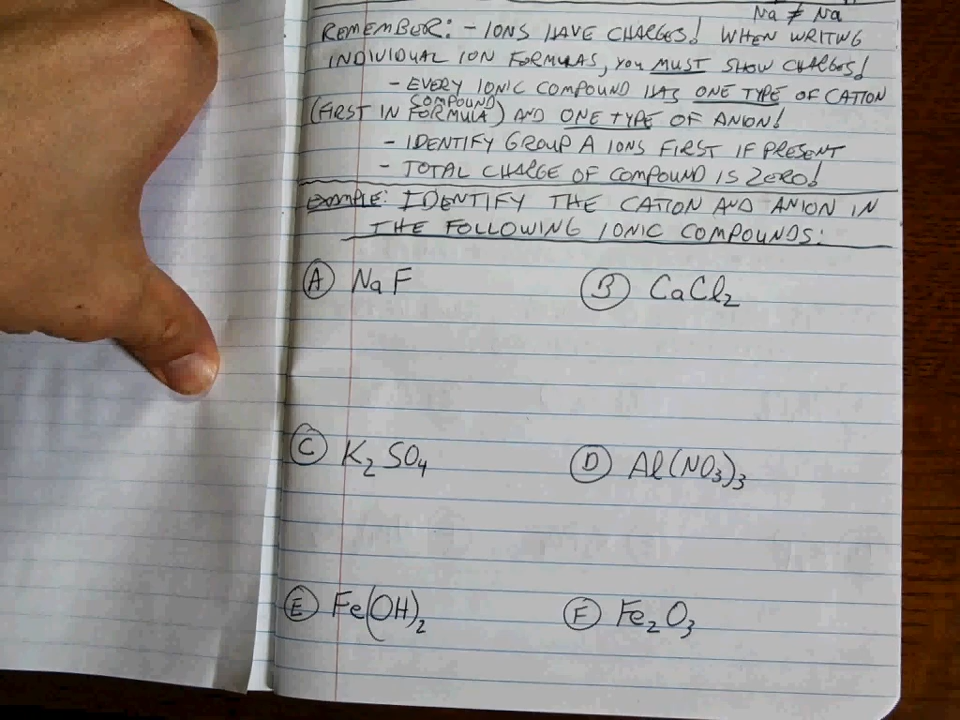 Na ≠ Na
REMEMBER: - IONS HAVE CHARGES! WHEN WRITING
INDIVIDUAL ION FORMULAS, YOU MUST SHOW CHARGES!
- EVERY IONIC COMPOUND HAS ONE TYPE OF CATION
COMPOUND
(FIRST IN FORMULA) AND ONE TYPE OF ANION!
- IDENTIFY GROUP A IONS FIRST IF PRESENT
- TOTAL CHARGE OF COMPOUND IS ZERO!
EXAMPLE: IDENTIFY THE CATION AND ANION IN
THE FOLLOWING IONIC COMPOUNDS:
(A) NaF (B) CaCl₂
(C) K₂SO₄ (D) Al(NO₃)₃
(E) Fe(OH)₂ (F) Fe₂O₃